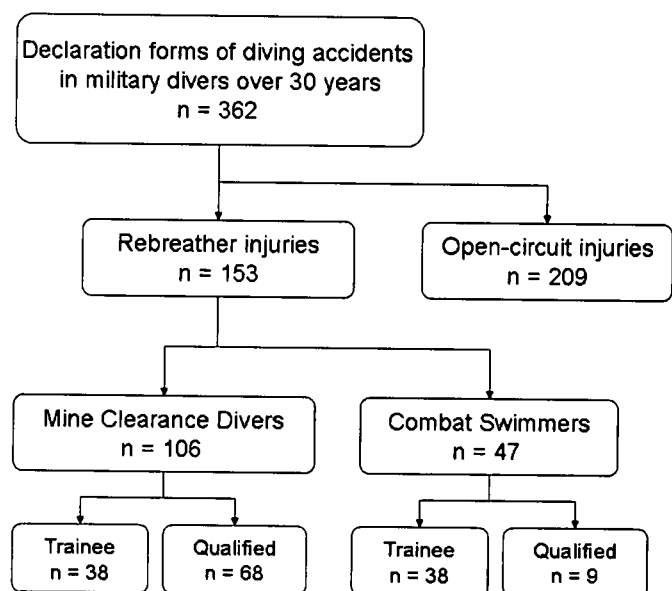 Declaration forms of diving accidents
in military divers over 30 years
n = 362
Rebreather injuries
n = 153
Open-circuit injuries
n = 209
Mine Clearance Divers
n = 106
Combat Swimmers
n = 47
Trainee
n = 38
Qualified
n = 68
Trainee
n = 38
Qualified
n = 9